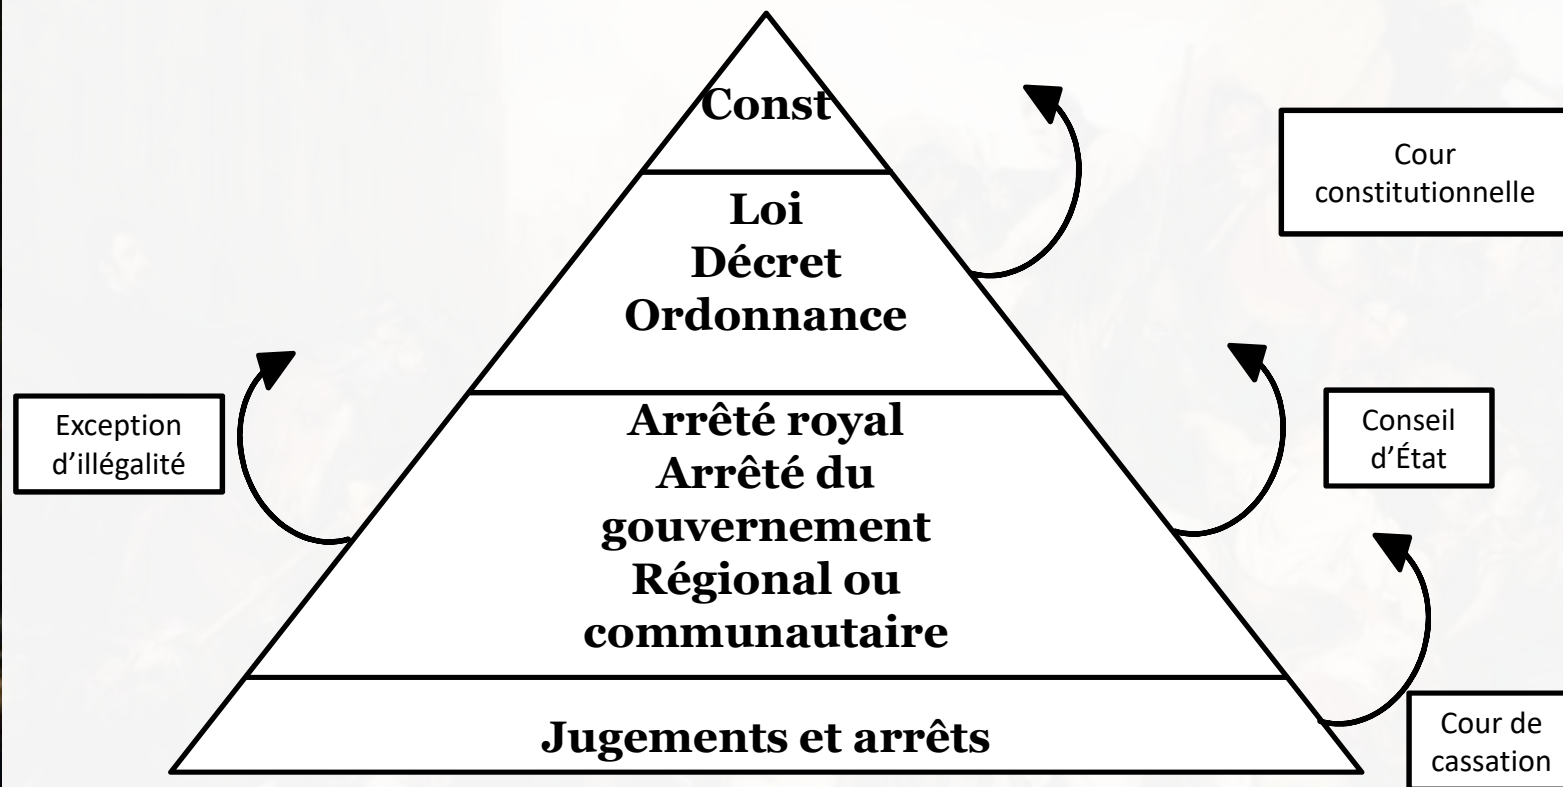 Const
Cour
constitutionnelle
Loi
Décret
Ordonnance
Exception
d’illégalité
Arrêté royal
Arrêté du
gouvernement
Régional ou
communautaire
Conseil
d’État
Jugements et arrêts
Cour de
cassation